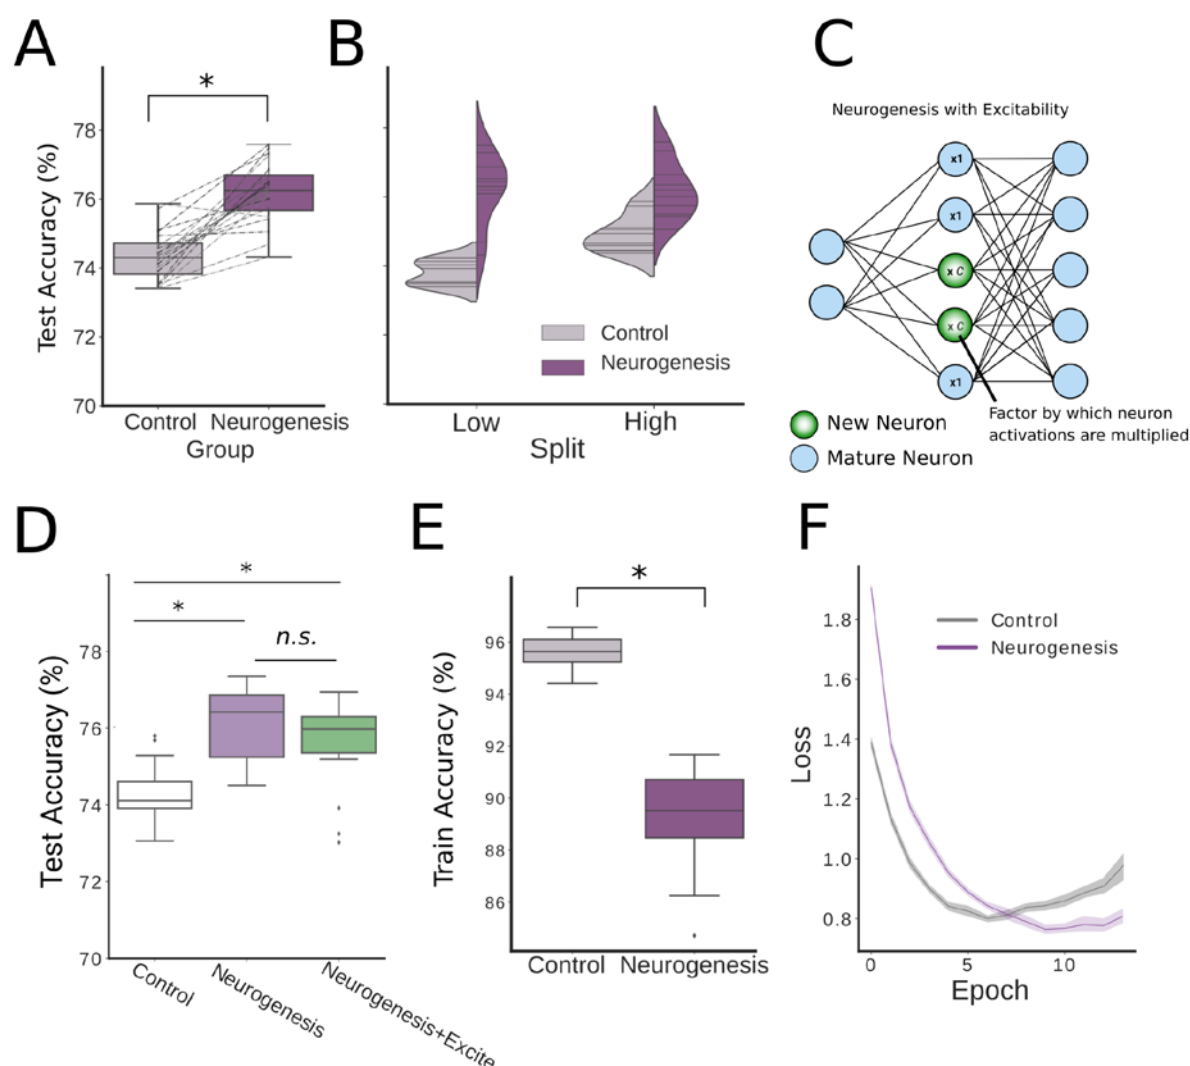 A
B
C
*
78
76
74
72
70
Test Accuracy (%)
Control
Neurogenesis
Group
Control
Neurogenesis
Low
High
Split
Neurogenesis with Excitability
x1
x1
x C
x C
x1
Factor by which neuron
activations are multiplied
New Neuron
Mature Neuron
D
E
F
*
*
n.s.
78
76
74
72
70
Test Accuracy (%)
Control
Neurogenesis
Neurogenesis+Excite
*
96
94
92
90
88
86
Train Accuracy (%)
Control
Neurogenesis
Control
Neurogenesis
1.8
1.6
1.4
1.2
1.0
0.8
Loss
0
5
10
Epoch